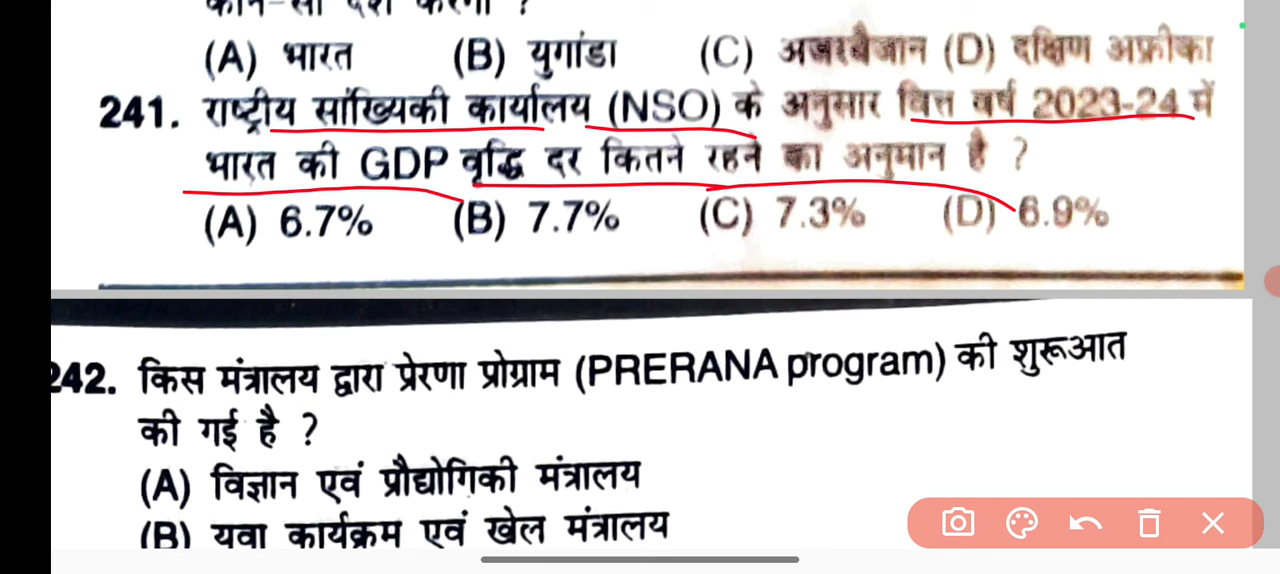 (A) भारत (B) युगांडा (C) अजरबैजान (D) दक्षिण अफ्रीका
241. राष्ट्रीय सांख्यिकी कार्यालय (NSO) के अनुसार वित्त वर्ष 2023-24 में
भारत की GDP वृद्धि दर कितने रहने का अनुमान है ?
(A) 6.7% (B) 7.7% (C) 7.3% (D) 6.9%
242. किस मंत्रालय द्वारा प्रेरणा प्रोग्राम (PRERANA program) की शुरूआत
की गई है ?
(A) विज्ञान एवं प्रौद्योगिकी मंत्रालय
(B) युवा कार्यक्रम एवं खेल मंत्रालय